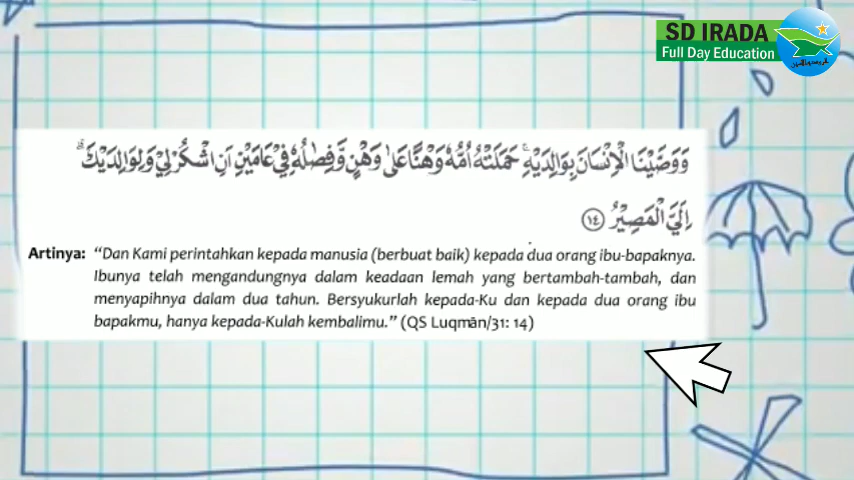 SD IRADA
Full Day Education
وَوَصَّيْنَا الْاِنْسَانَ بِوَالِدَيْهِۚ حَمَلَتْهُ اُمُّهٗ وَهْنًا عَلٰى وَهْنٍ وَّفِصٰلُهٗ فِيْ عَامَيْنِ اَنِ اشْكُرْ لِيْ وَلِوَالِدَيْكَۗ
اِلَيَّ الْمَصِيْرُ ١٤
Artinya: “Dan Kami perintahkan kepada manusia (berbuat baik) kepada dua orang ibu-bapaknya.
Ibunya telah mengandungnya dalam keadaan lemah yang bertambah-tambah, dan
menyapihnya dalam dua tahun. Bersyukurlah kepada-Ku dan kepada dua orang ibu
bapakmu, hanya kepada-Kulah kembalimu.” (QS Luqmān/31: 14)